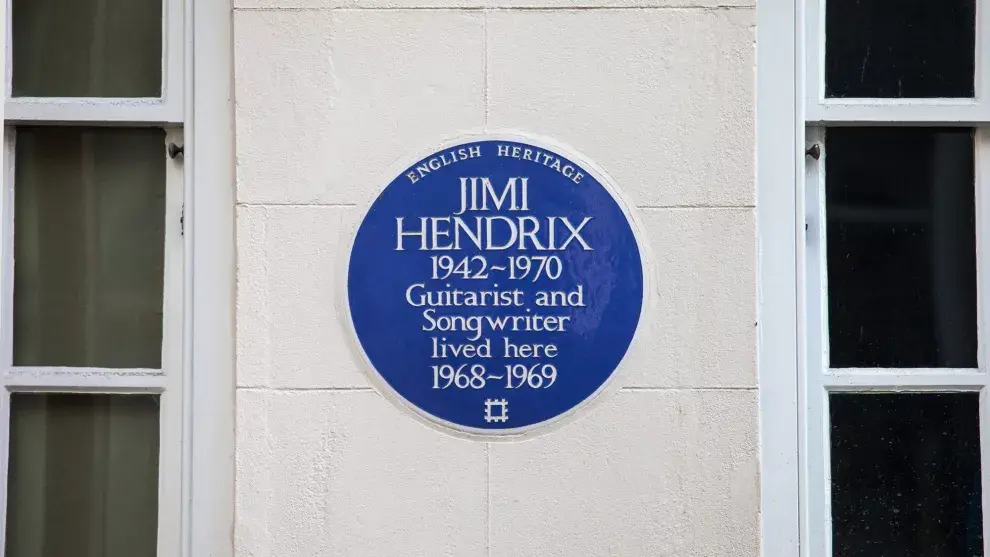 ENGLISH HERITAGE
JIMI
HENDRIX
1942~1970
Guitarist and
Songwriter
lived here
1968~1969